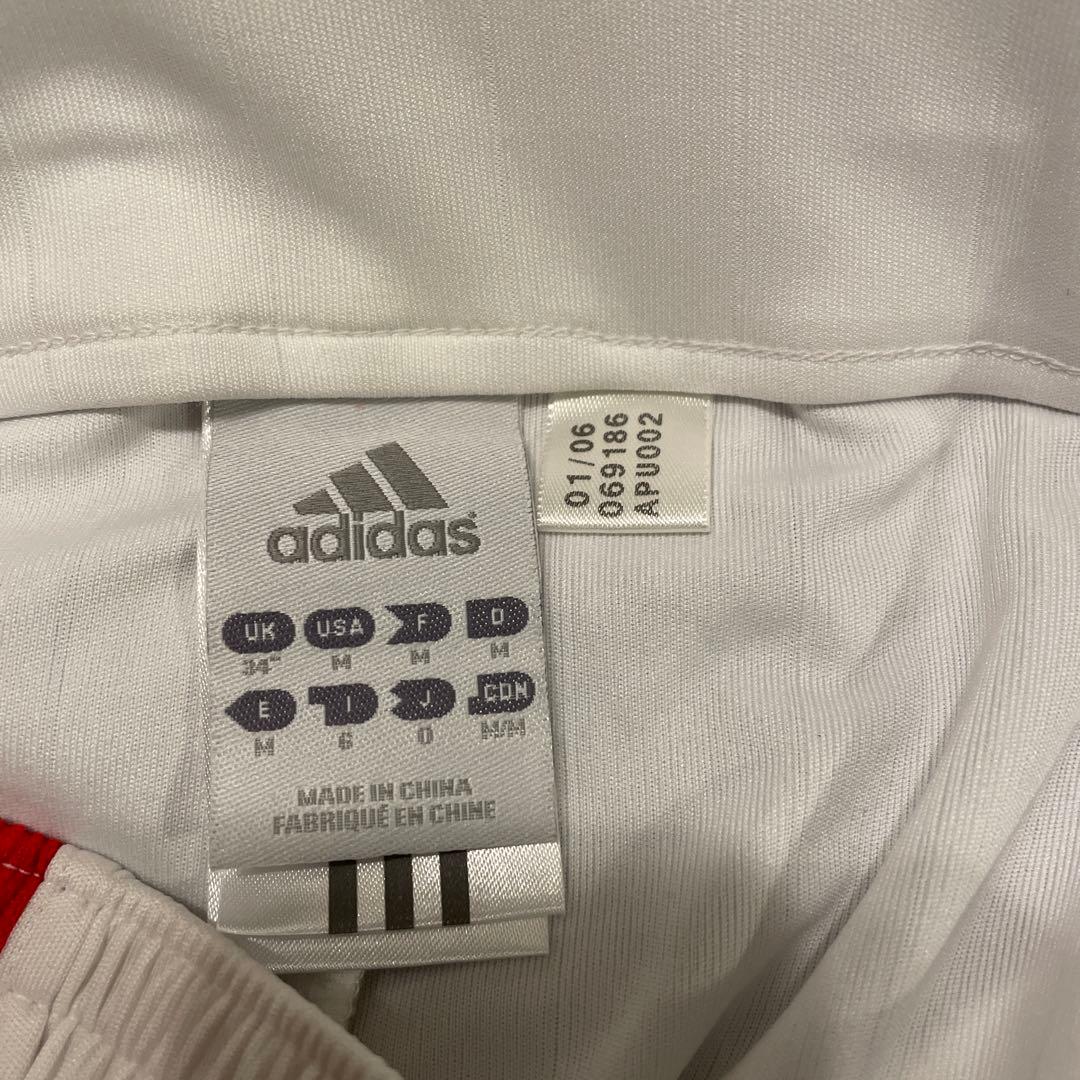 adidas
UK USA F D
34" M M M
E I J CDN
M 6 O M/M
MADE IN CHINA
FABRIQUÉ EN CHINE
01/06
069186
APU002